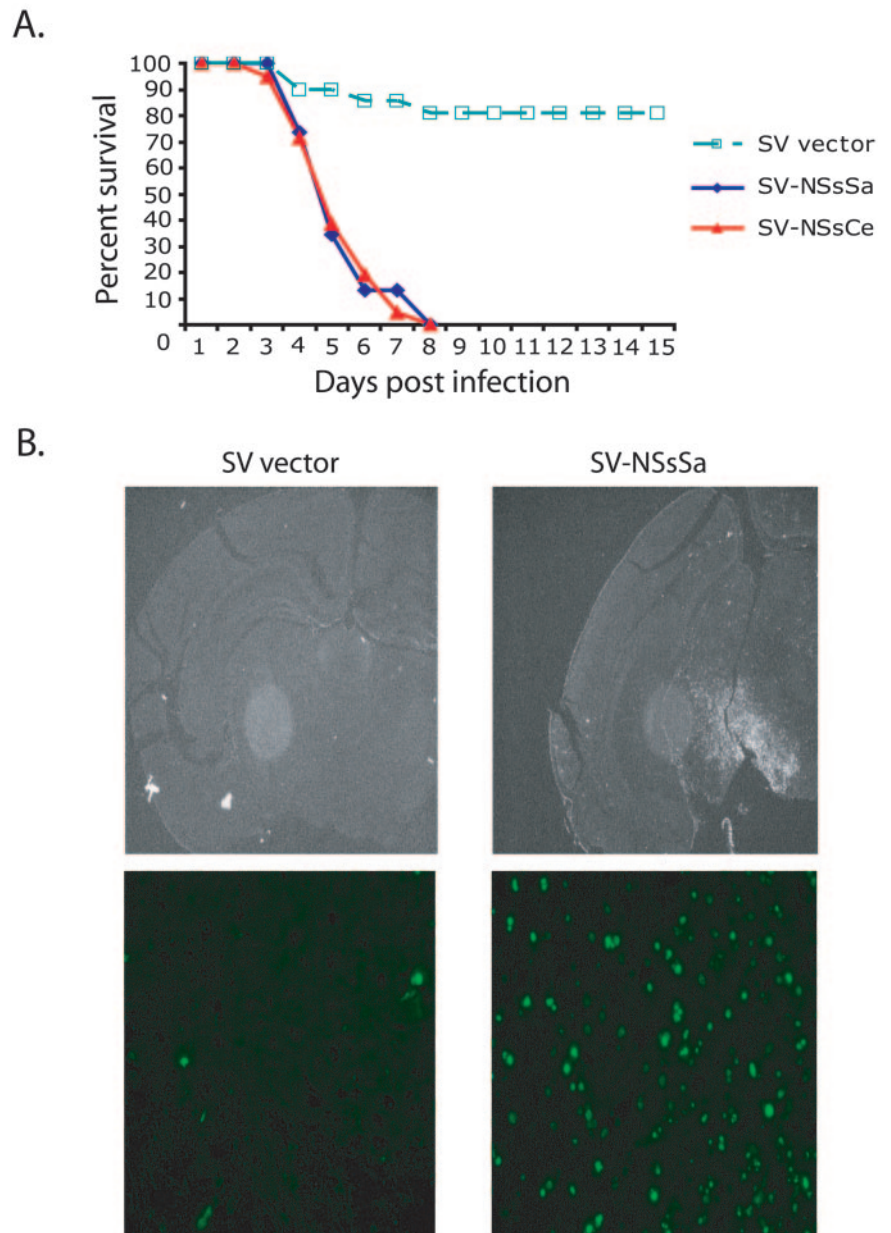 A.
100
90
80
70
60
50
40
30
20
10
0
Percent survival
1 2 3 4 5 6 7 8 9 10 11 12 13 14 15
Days post infection
SV vector
SV-NSsSa
SV-NSsCe
B.
SV vector
SV-NSsSa